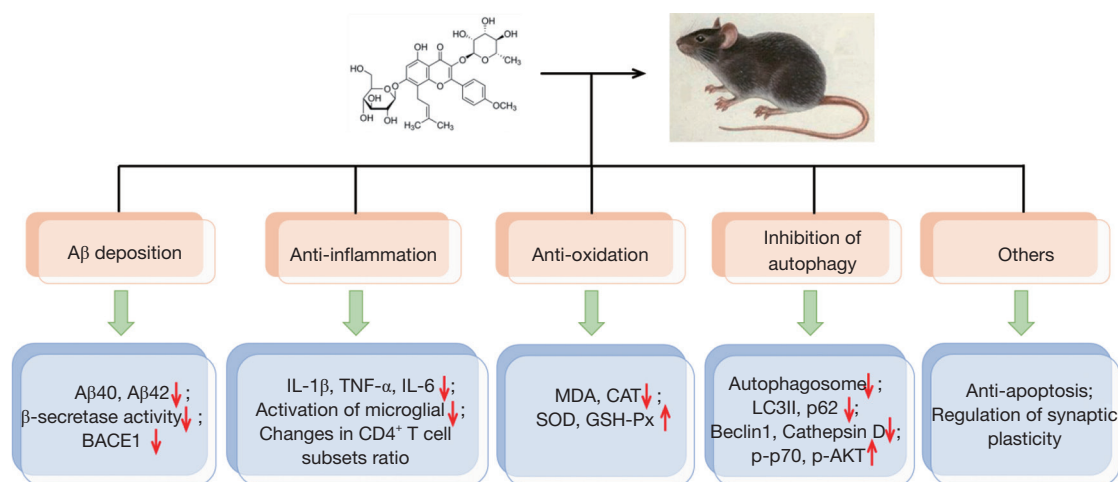 OH
HO
OH
OH
O
O
O
CH₃
HO
O
O
O
HO
HO
OH
OH
OCH₃
H₃C
CH₃
Aβ deposition
Anti-inflammation
Anti-oxidation
Inhibition of
autophagy
Others
Aβ40, Aβ42↓;
β-secretase activity↓;
BACE1 ↓
IL-1β, TNF-α, IL-6↓;
Activation of microglial↓;
Changes in CD4⁺ T cell
subsets ratio
MDA, CAT↓;
SOD, GSH-Px↑
Autophagosome↓;
LC3II, p62↓;
Beclin1, Cathepsin D↓;
p-p70, p-AKT↑
Anti-apoptosis;
Regulation of synaptic
plasticity